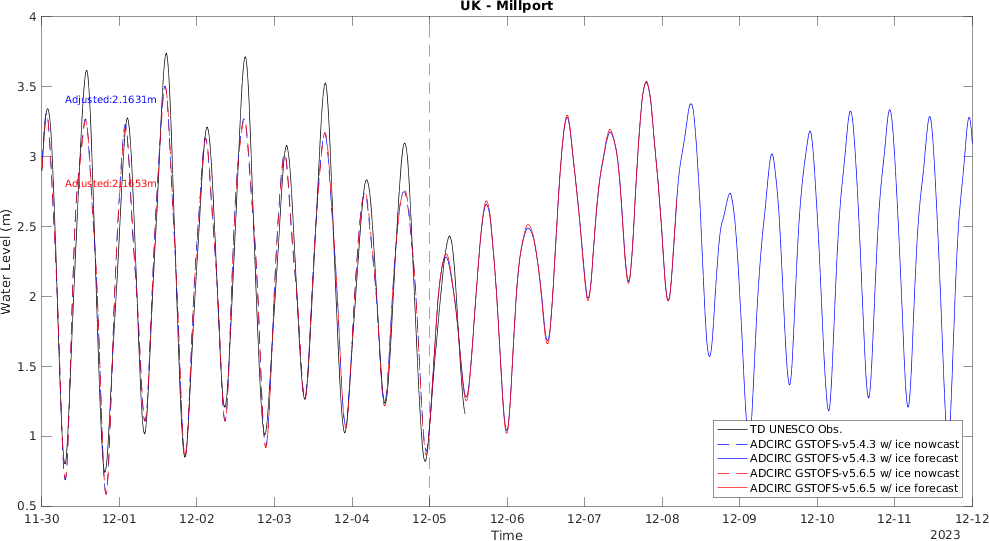 UK - Millport
4
3.5
3
2.5
2
1.5
1
0.5
Water Level (m)
Adjusted:2.1631m
Adjusted:2.1653m
TD UNESCO Obs.
ADCIRC GSTOFS-v5.4.3 w/ ice nowcast
ADCIRC GSTOFS-v5.4.3 w/ ice forecast
ADCIRC GSTOFS-v5.6.5 w/ ice nowcast
ADCIRC GSTOFS-v5.6.5 w/ ice forecast
11-30 12-01 12-02 12-03 12-04 12-05 12-06 12-07 12-08 12-09 12-10 12-11 12-12
Time
2023